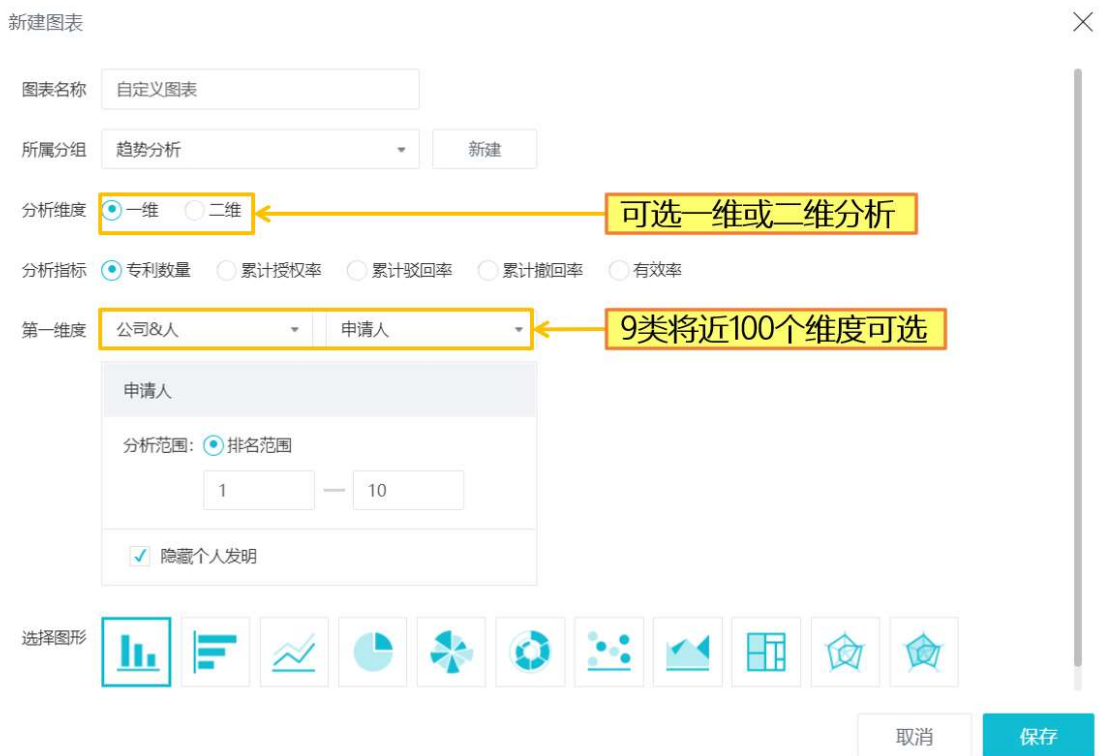 新建图表
图表名称 自定义图表
所属分组 趋势分析 新建
分析维度 一维 二维 可选一维或二维分析
分析指标 专利数量 累计授权率 累计驳回率 累计撤回率 有效率
第一维度 公司&人 申请人 9类将近100个维度可选
申请人
分析范围: 排名范围
1 — 10
隐藏个人发明
选择图形
取消 保存